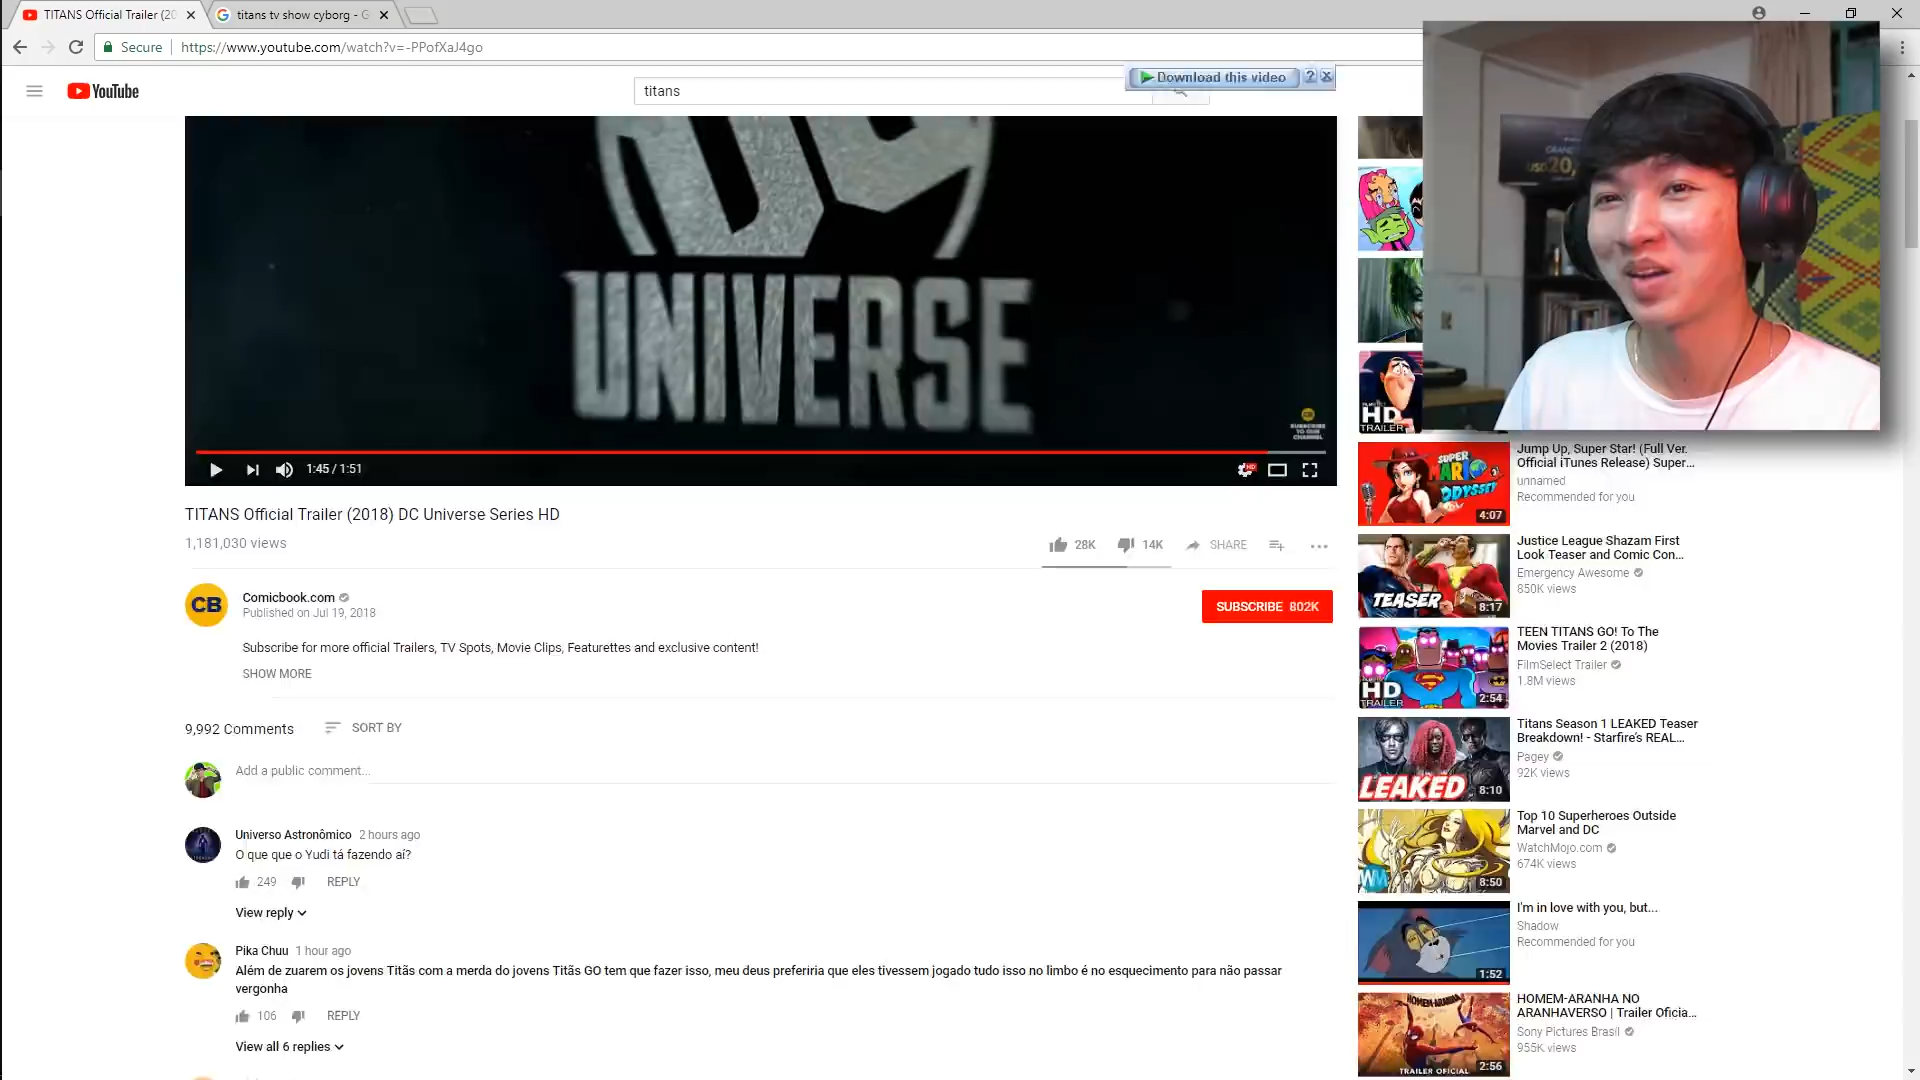 TITANS Official Trailer (20
titans tv show cyborg - G
Secure
https://www.youtube.com/watch?v=-PPofXaJ4go
YouTube
titans
Download this video
?
UNIVERSE
SUBSCRIBE
TO OUR
CHANNEL
1:45 / 1:51
HD
TITANS Official Trailer (2018) DC Universe Series HD
1,181,030 views
28K
14K
SHARE
CB
Comicbook.com
Published on Jul 19, 2018
SUBSCRIBE 802K
Subscribe for more official Trailers, TV Spots, Movie Clips, Featurettes and exclusive content!
SHOW MORE
9,992 Comments
SORT BY
Add a public comment...
Universo Astronômico 2 hours ago
O que que o Yudi tá fazendo aí?
249
REPLY
View reply
Pika Chuu 1 hour ago
Além de zuarem os jovens Titãs com a merda do jovens Titãs GO tem que fazer isso, meu deus preferiria que eles tivessem jogado tudo isso no limbo é no esquecimento para não passar
vergonha
106
REPLY
View all 6 replies
USD20,
HD
TRAILER
SUPER
MARIO
ODYSSEY
4:07
Jump Up, Super Star! (Full Ver.
Official iTunes Release) Super...
unnamed
Recommended for you
TEASER
8:17
Justice League Shazam First
Look Teaser and Comic Con...
Emergency Awesome
850K views
HD
TRAILER
2:54
TEEN TITANS GO! To The
Movies Trailer 2 (2018)
FilmSelect Trailer
1.8M views
LEAKED
8:10
Titans Season 1 LEAKED Teaser
Breakdown! - Starfire's REAL...
Pagey
92K views
WM
8:50
Top 10 Superheroes Outside
Marvel and DC
WatchMojo.com
674K views
1:52
I'm in love with you, but...
Shadow
Recommended for you
HOMEM-ARANHA
TRAILER OFICIAL
2:56
HOMEM-ARANHA NO
ARANHAVERSO | Trailer Oficia...
Sony Pictures Brasil
955K views